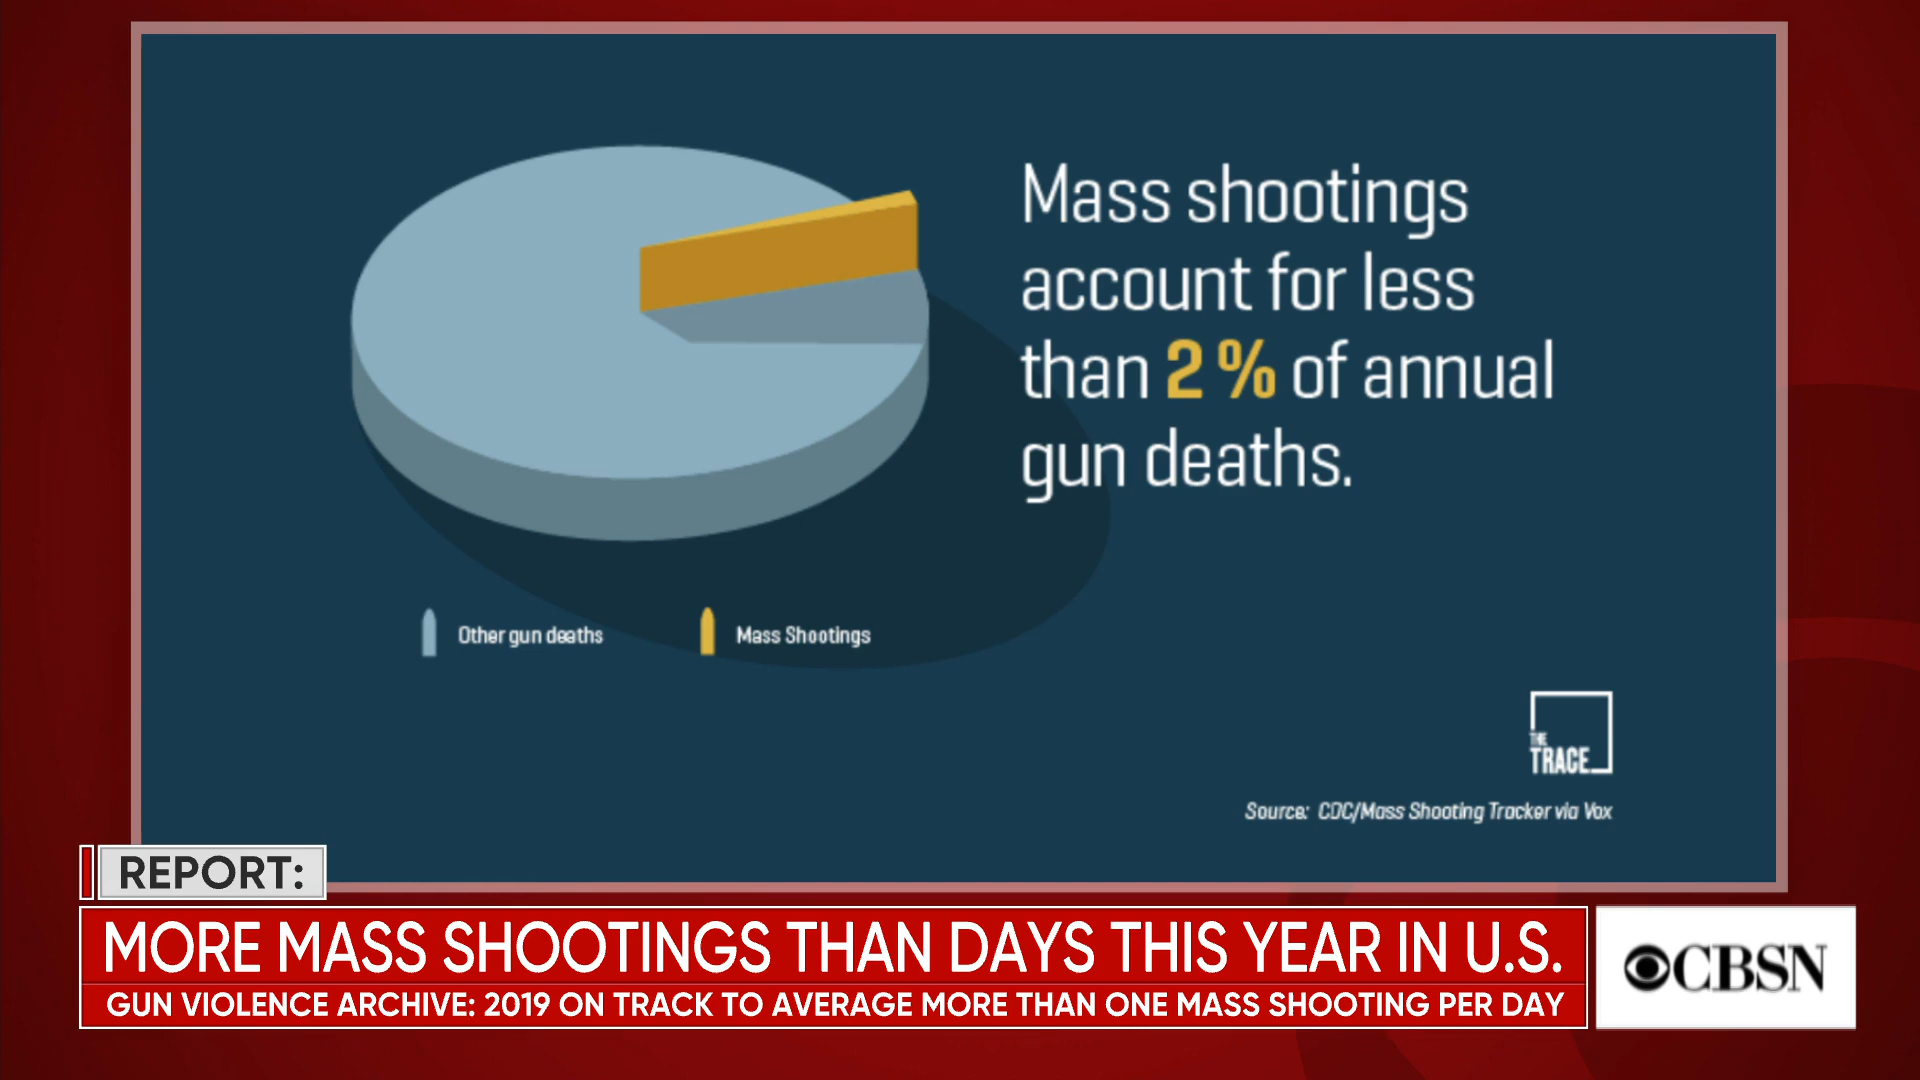 Mass shootings
account for less
than 2% of annual
gun deaths.
Other gun deaths
Mass Shootings
THE
TRACE
Source: CDC/Mass Shooting Tracker via Vox
REPORT:
MORE MASS SHOOTINGS THAN DAYS THIS YEAR IN U.S.
GUN VIOLENCE ARCHIVE: 2019 ON TRACK TO AVERAGE MORE THAN ONE MASS SHOOTING PER DAY
CBSN